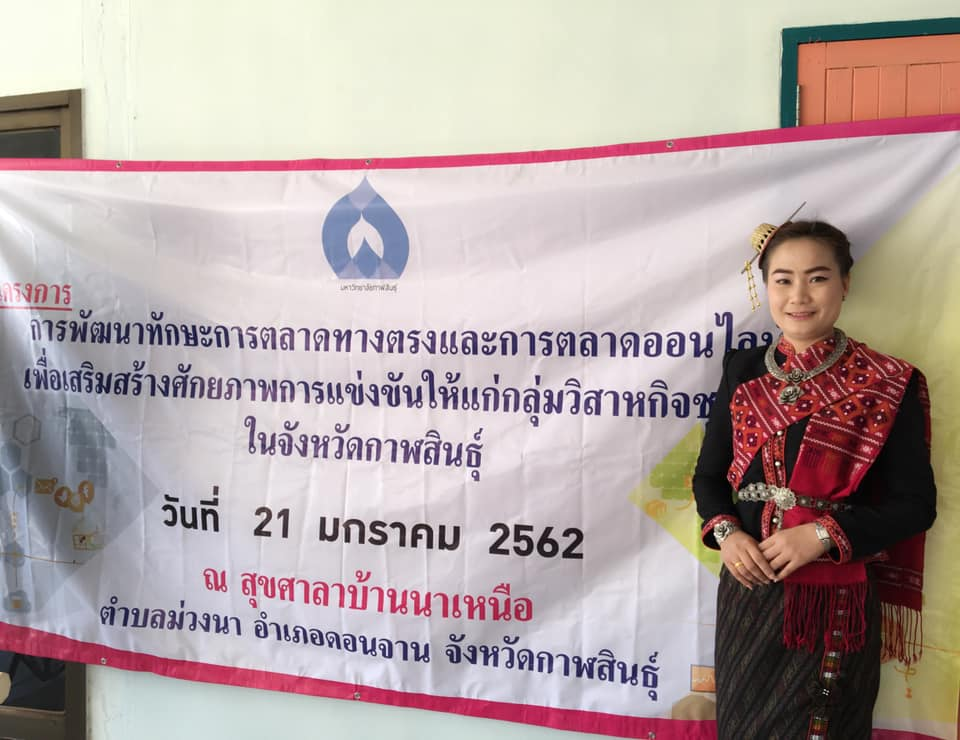 มหาวิทยาลัยกาฬสินธุ์
โครงการ
การพัฒนาทักษะการตลาดทางตรงและการตลาดออนไลน์
เพื่อเสริมสร้างศักยภาพการแข่งขันให้แก่กลุ่มวิสาหกิจ
ในจังหวัดกาฬสินธุ์
วันที่ 21 มกราคม 2562
ณ สุขศาลาบ้านนาเหนือ
ตำบลม่วงนา อำเภอดอนจาน จังหวัดกาฬสินธุ์